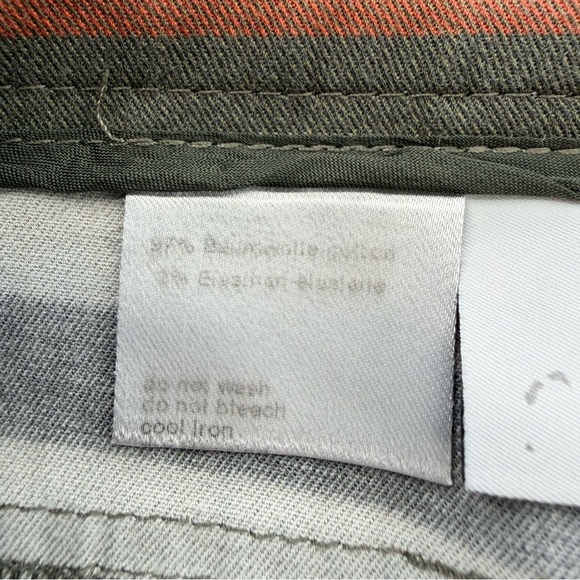 97% Baumwolle-cotton
3% Elasthan-elastane
do not wash
do not bleach
cool iron